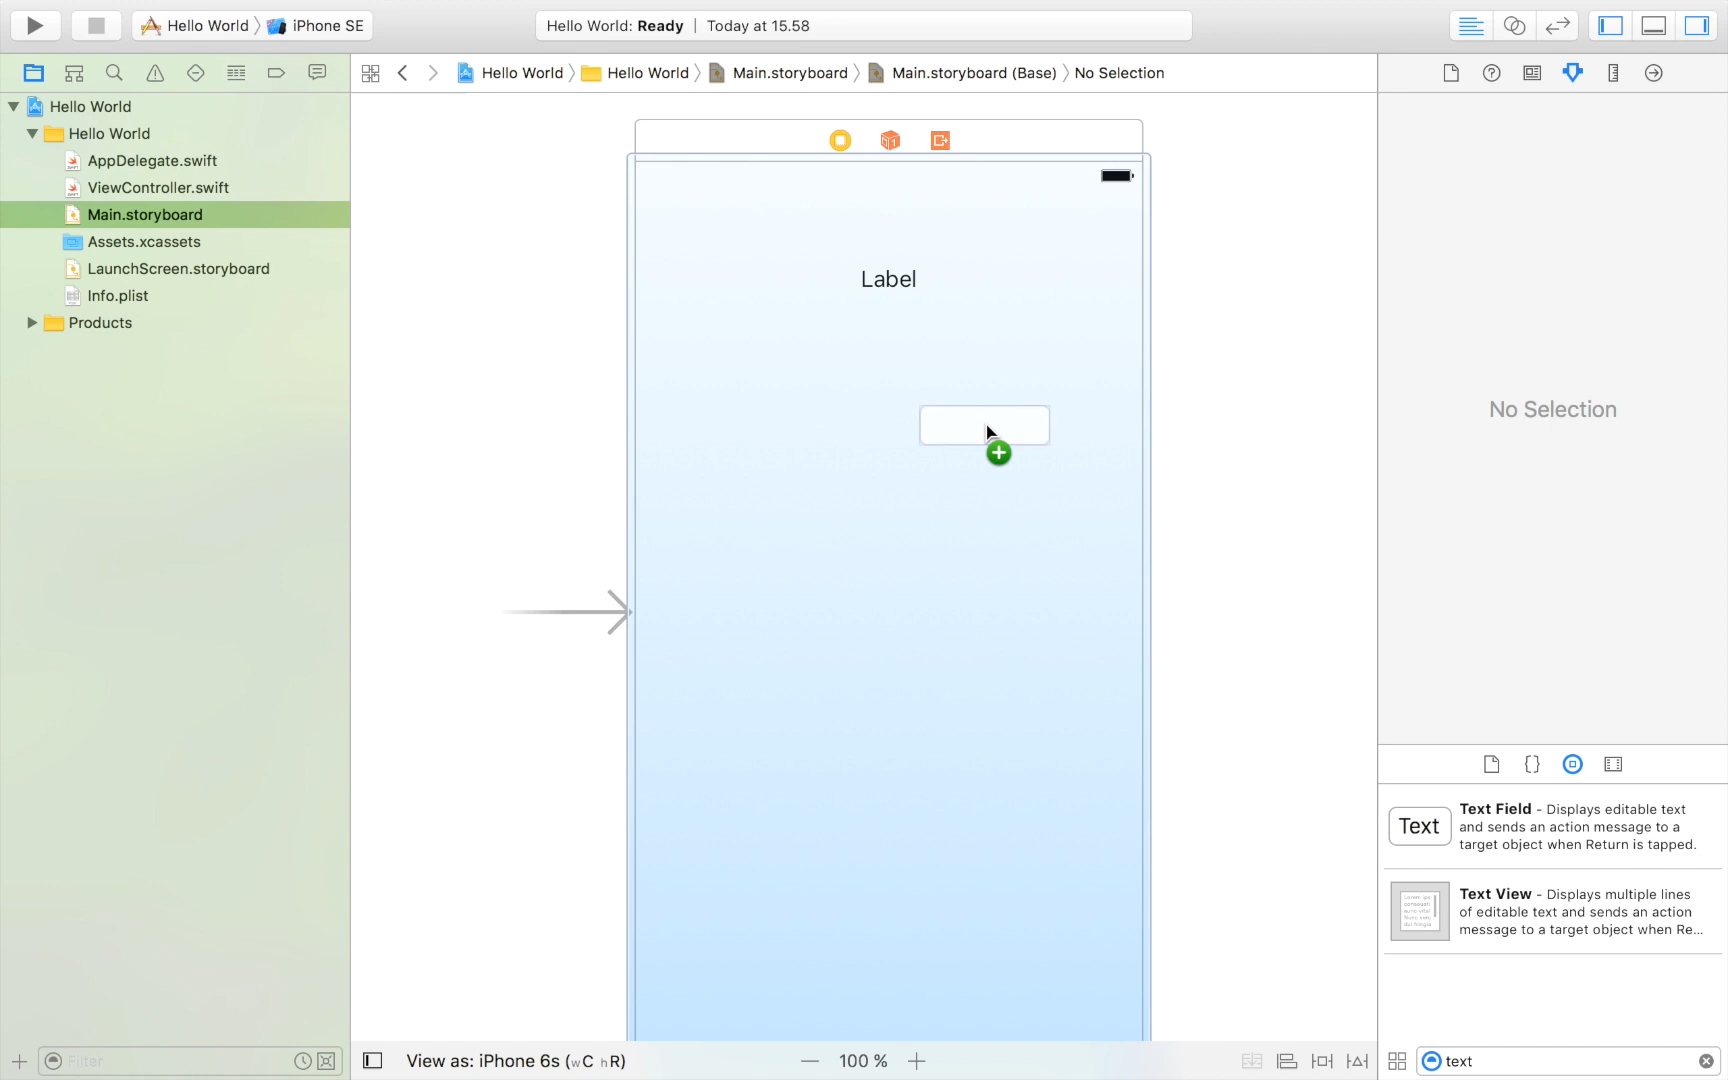 Hello World iPhone SE
Hello World: Ready Today at 15.58
Hello World Hello World Main.storyboard Main.storyboard (Base) No Selection
Hello World
Hello World
AppDelegate.swift
ViewController.swift
Main.storyboard
Assets.xcassets
LaunchScreen.storyboard
Info.plist
Products
Label
No Selection
Text
Text Field - Displays editable text
and sends an action message to a
target object when Return is tapped.
Text View - Displays multiple lines
of editable text and sends an action
message to a target object when Re...
Filter
View as: iPhone 6s (wC hR)
100 %
text